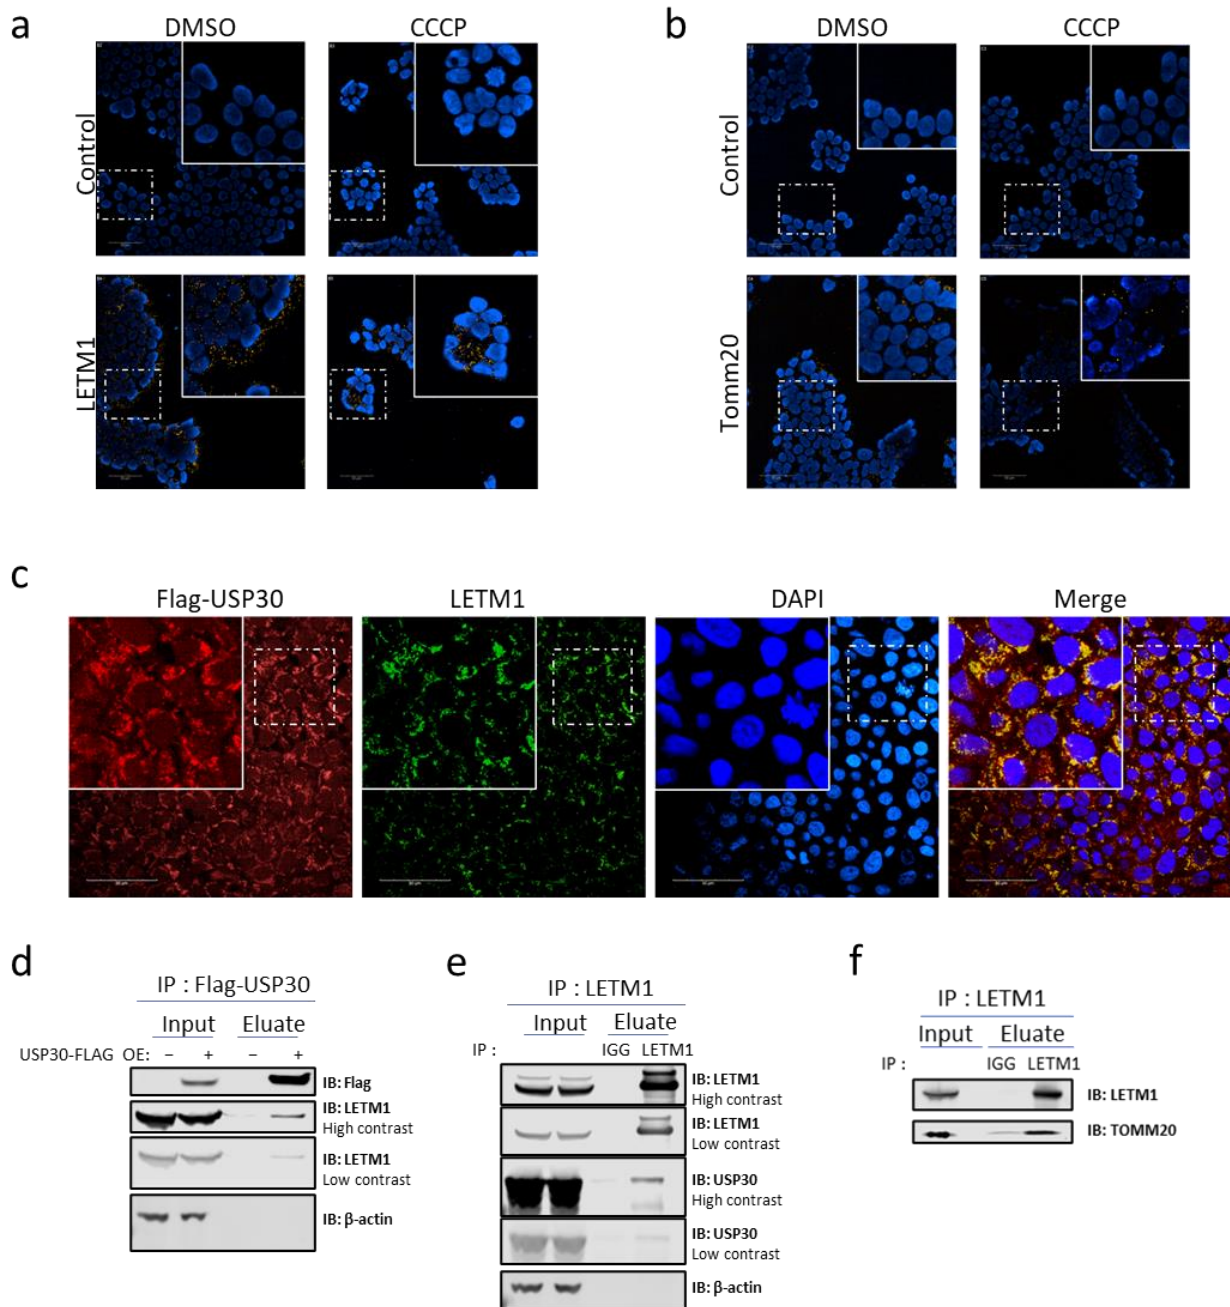 a
DMSO
CCCP
Control
LETM1
b
DMSO
CCCP
Control
Tomm20
c
Flag-USP30
LETM1
DAPI
Merge
d
IP : Flag-USP30
Input
Eluate
USP30-FLAG OE: – + – +
IB: Flag
IB: LETM1
High contrast
IB: LETM1
Low contrast
IB: β-actin
e
IP : LETM1
Input
Eluate
IP : IGG LETM1
IB: LETM1
High contrast
IB: LETM1
Low contrast
IB: USP30
High contrast
IB: USP30
Low contrast
IB: β-actin
f
IP : LETM1
Input
Eluate
IP : IGG LETM1
IB: LETM1
IB: TOMM20